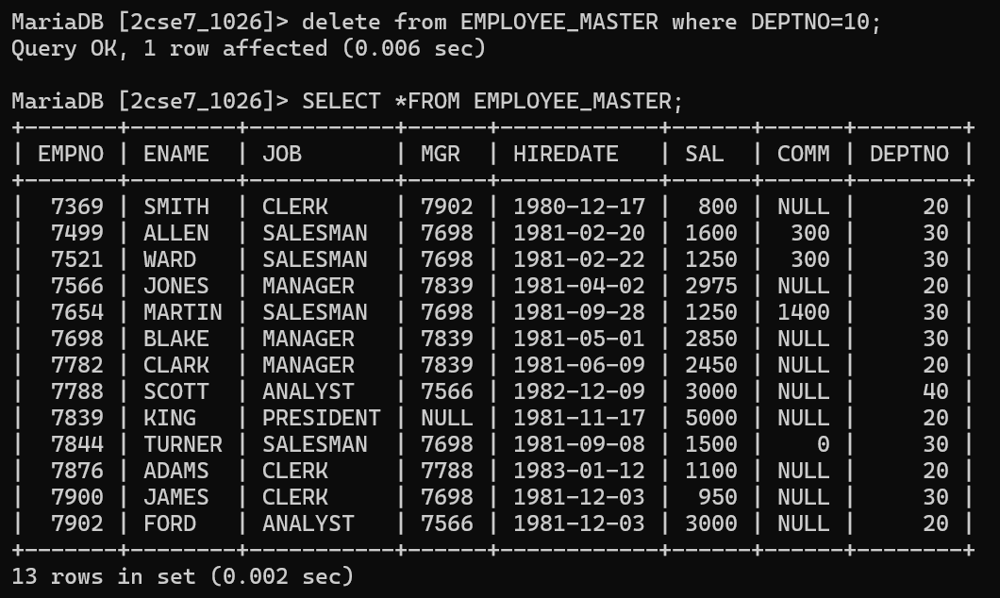 MariaDB [2cse7_1026]> delete from EMPLOYEE_MASTER where DEPTNO=10;
Query OK, 1 row affected (0.006 sec)

MariaDB [2cse7_1026]> SELECT *FROM EMPLOYEE_MASTER;
+-------+--------+-----------+------+------------+------+------+--------+
| EMPNO | ENAME  | JOB       | MGR  | HIREDATE   | SAL  | COMM | DEPTNO |
+-------+--------+-----------+------+------------+------+------+--------+
|  7369 | SMITH  | CLERK     | 7902 | 1980-12-17 |  800 | NULL |     20 |
|  7499 | ALLEN  | SALESMAN  | 7698 | 1981-02-20 | 1600 |  300 |     30 |
|  7521 | WARD   | SALESMAN  | 7698 | 1981-02-22 | 1250 |  300 |     30 |
|  7566 | JONES  | MANAGER   | 7839 | 1981-04-02 | 2975 | NULL |     20 |
|  7654 | MARTIN | SALESMAN  | 7698 | 1981-09-28 | 1250 | 1400 |     30 |
|  7698 | BLAKE  | MANAGER   | 7839 | 1981-05-01 | 2850 | NULL |     30 |
|  7782 | CLARK  | MANAGER   | 7839 | 1981-06-09 | 2450 | NULL |     20 |
|  7788 | SCOTT  | ANALYST   | 7566 | 1982-12-09 | 3000 | NULL |     40 |
|  7839 | KING   | PRESIDENT | NULL | 1981-11-17 | 5000 | NULL |     20 |
|  7844 | TURNER | SALESMAN  | 7698 | 1981-09-08 | 1500 |    0 |     30 |
|  7876 | ADAMS  | CLERK     | 7788 | 1983-01-12 | 1100 | NULL |     20 |
|  7900 | JAMES  | CLERK     | 7698 | 1981-12-03 |  950 | NULL |     30 |
|  7902 | FORD   | ANALYST   | 7566 | 1981-12-03 | 3000 | NULL |     20 |
+-------+--------+-----------+------+------------+------+------+--------+
13 rows in set (0.002 sec)